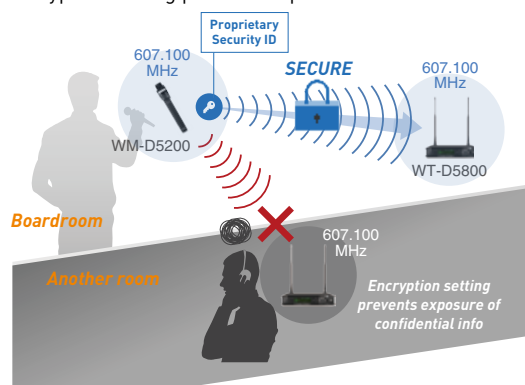 Proprietary
Security ID
607.100
MHz
SECURE
607.100
MHz
WM-D5200
WT-D5800
Boardroom
607.100
MHz
Another room
Encryption setting
prevents exposure of
confidential info